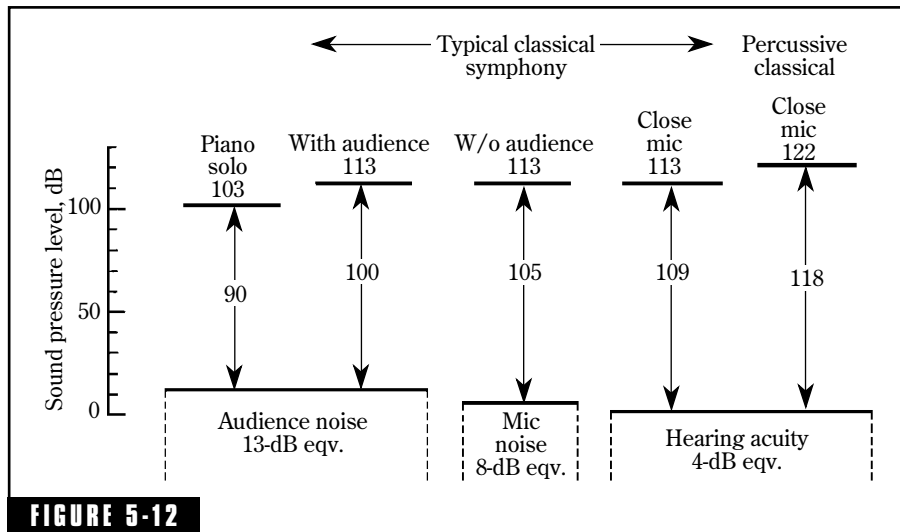 Typical classical
symphony
Percussive
classical
Piano
solo
103
With audience
113
W/o audience
113
Close
mic
113
Close
mic
122
Sound pressure level, dB
100
50
0
90
100
105
109
118
Audience noise
13-dB eqv.
Mic
noise
8-dB eqv.
Hearing acuity
4-dB eqv.
FIGURE 5-12